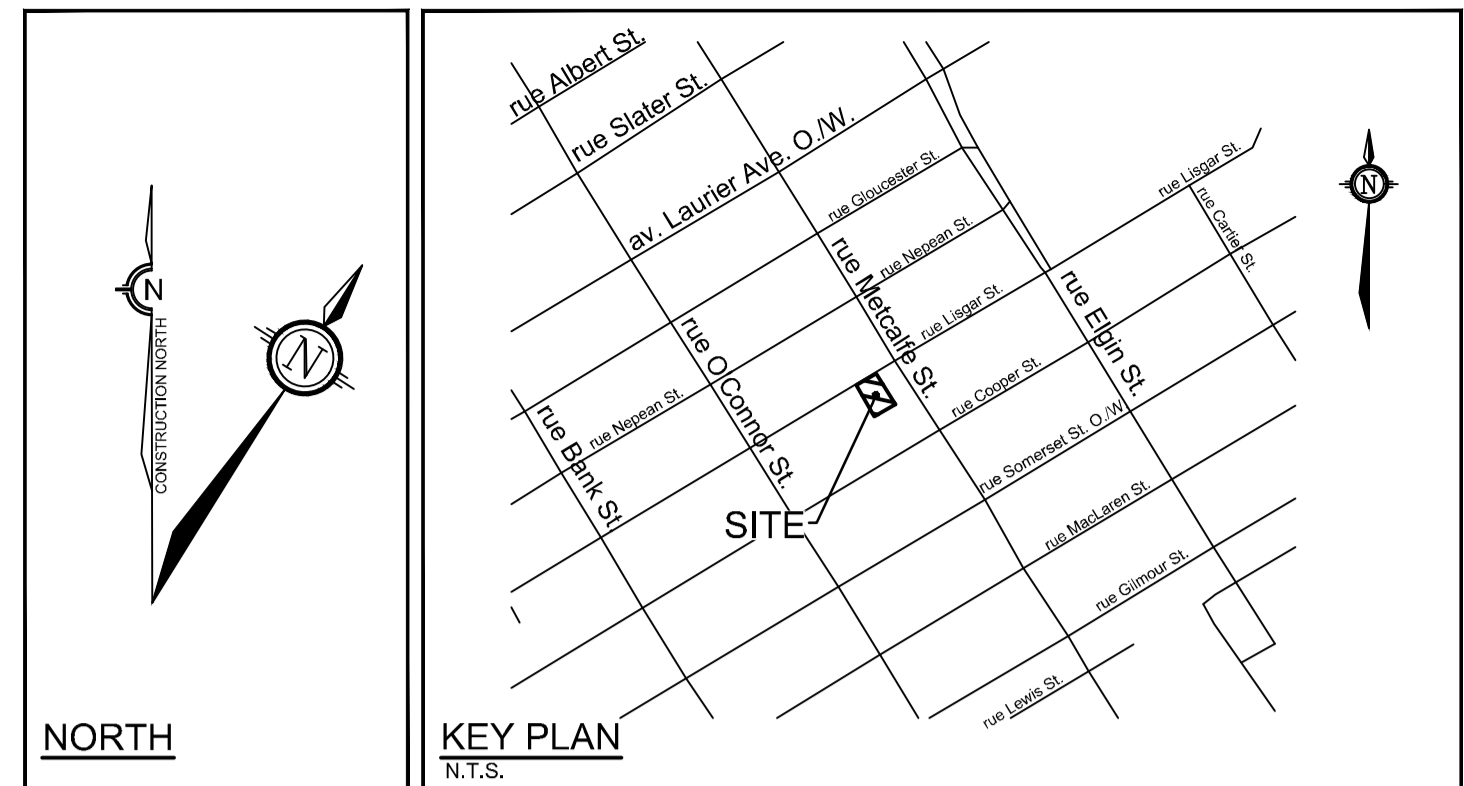 N
CONSTRUCTION NORTH
N
NORTH
rue Albert St.
rue Slater St.
av. Laurier Ave. O./W.
rue Gloucester St.
rue Lisgar St.
N
rue Cartier St.
rue Nepean St.
rue Metcalfe St.
rue Lisgar St.
rue Elgin St.
rue O'Connor St.
rue Cooper St.
rue Nepean St.
rue Bank St.
rue Somerset St. O./W.
SITE
rue MacLaren St.
rue Gilmour St.
rue Lewis St.
KEY PLAN
N.T.S.